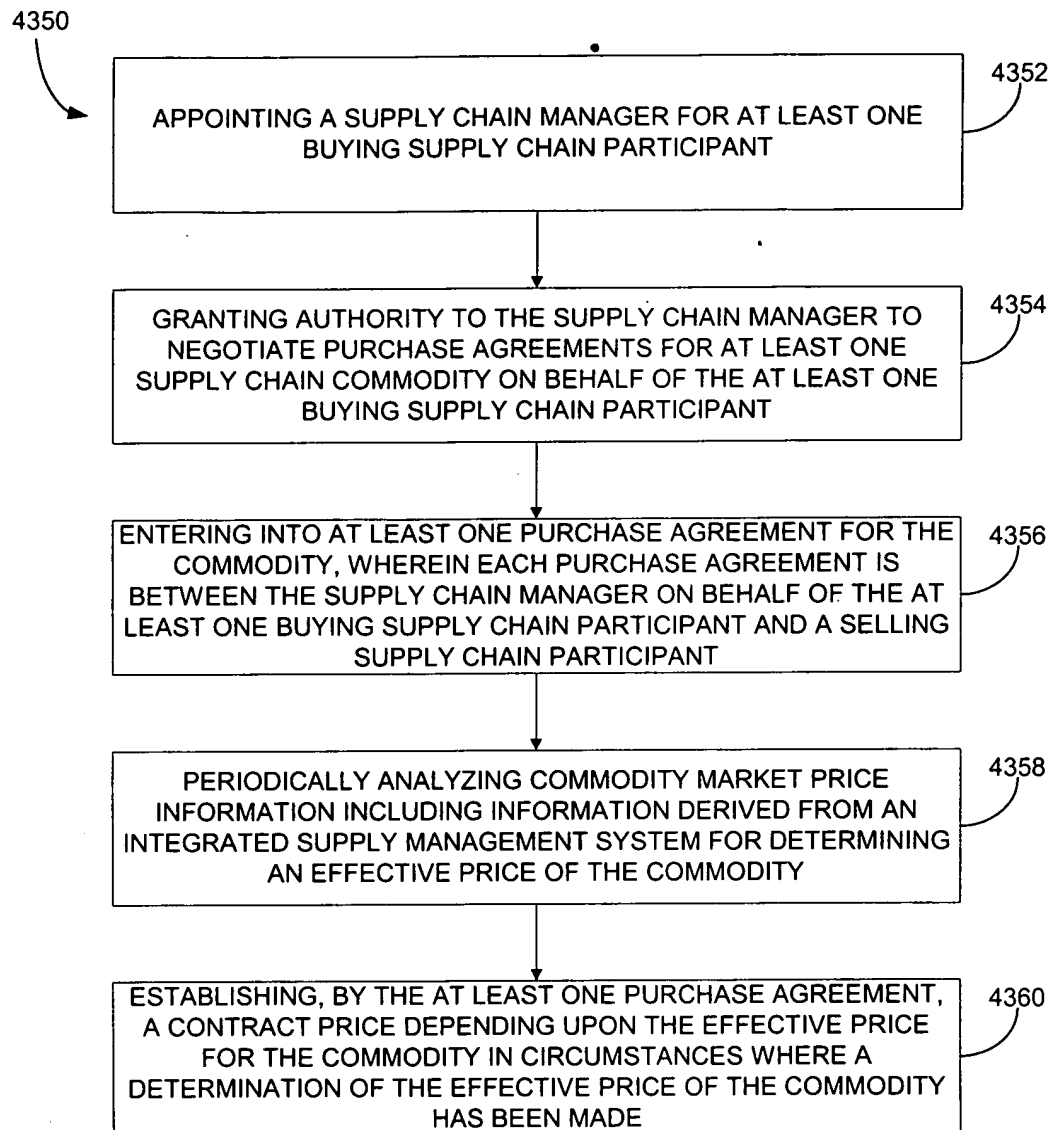 4350
4352
APPOINTING A SUPPLY CHAIN MANAGER FOR AT LEAST ONE
BUYING SUPPLY CHAIN PARTICIPANT
4354
GRANTING AUTHORITY TO THE SUPPLY CHAIN MANAGER TO
NEGOTIATE PURCHASE AGREEMENTS FOR AT LEAST ONE
SUPPLY CHAIN COMMODITY ON BEHALF OF THE AT LEAST ONE
BUYING SUPPLY CHAIN PARTICIPANT
4356
ENTERING INTO AT LEAST ONE PURCHASE AGREEMENT FOR THE
COMMODITY, WHEREIN EACH PURCHASE AGREEMENT IS
BETWEEN THE SUPPLY CHAIN MANAGER ON BEHALF OF THE AT
LEAST ONE BUYING SUPPLY CHAIN PARTICIPANT AND A SELLING
SUPPLY CHAIN PARTICIPANT
4358
PERIODICALLY ANALYZING COMMODITY MARKET PRICE
INFORMATION INCLUDING INFORMATION DERIVED FROM AN
INTEGRATED SUPPLY MANAGEMENT SYSTEM FOR DETERMINING
AN EFFECTIVE PRICE OF THE COMMODITY
4360
ESTABLISHING, BY THE AT LEAST ONE PURCHASE AGREEMENT,
A CONTRACT PRICE DEPENDING UPON THE EFFECTIVE PRICE
FOR THE COMMODITY IN CIRCUMSTANCES WHERE A
DETERMINATION OF THE EFFECTIVE PRICE OF THE COMMODITY
HAS BEEN MADE